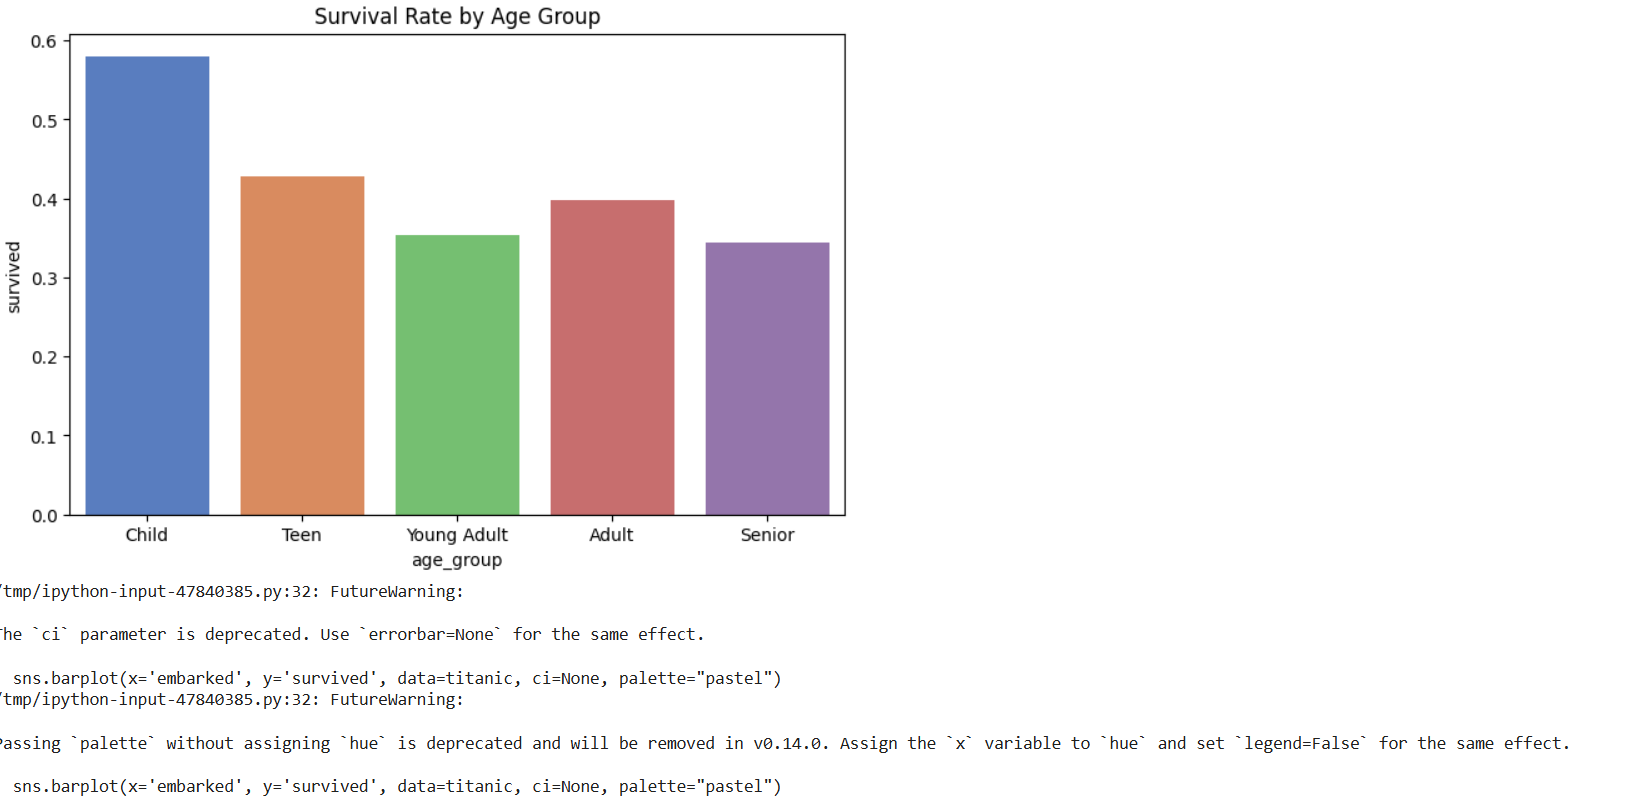 Survival Rate by Age Group
0.6
0.5
0.4
0.3
0.2
0.1
0.0
survived
Child Teen Young Adult Adult Senior
age_group
/tmp/ipython-input-47840385.py:32: FutureWarning:
The `ci` parameter is deprecated. Use `errorbar=None` for the same effect.
sns.barplot(x='embarked', y='survived', data=titanic, ci=None, palette="pastel")
/tmp/ipython-input-47840385.py:32: FutureWarning:
Passing `palette` without assigning `hue` is deprecated and will be removed in v0.14.0. Assign the `x` variable to `hue` and set `legend=False` for the same effect.
sns.barplot(x='embarked', y='survived', data=titanic, ci=None, palette="pastel")